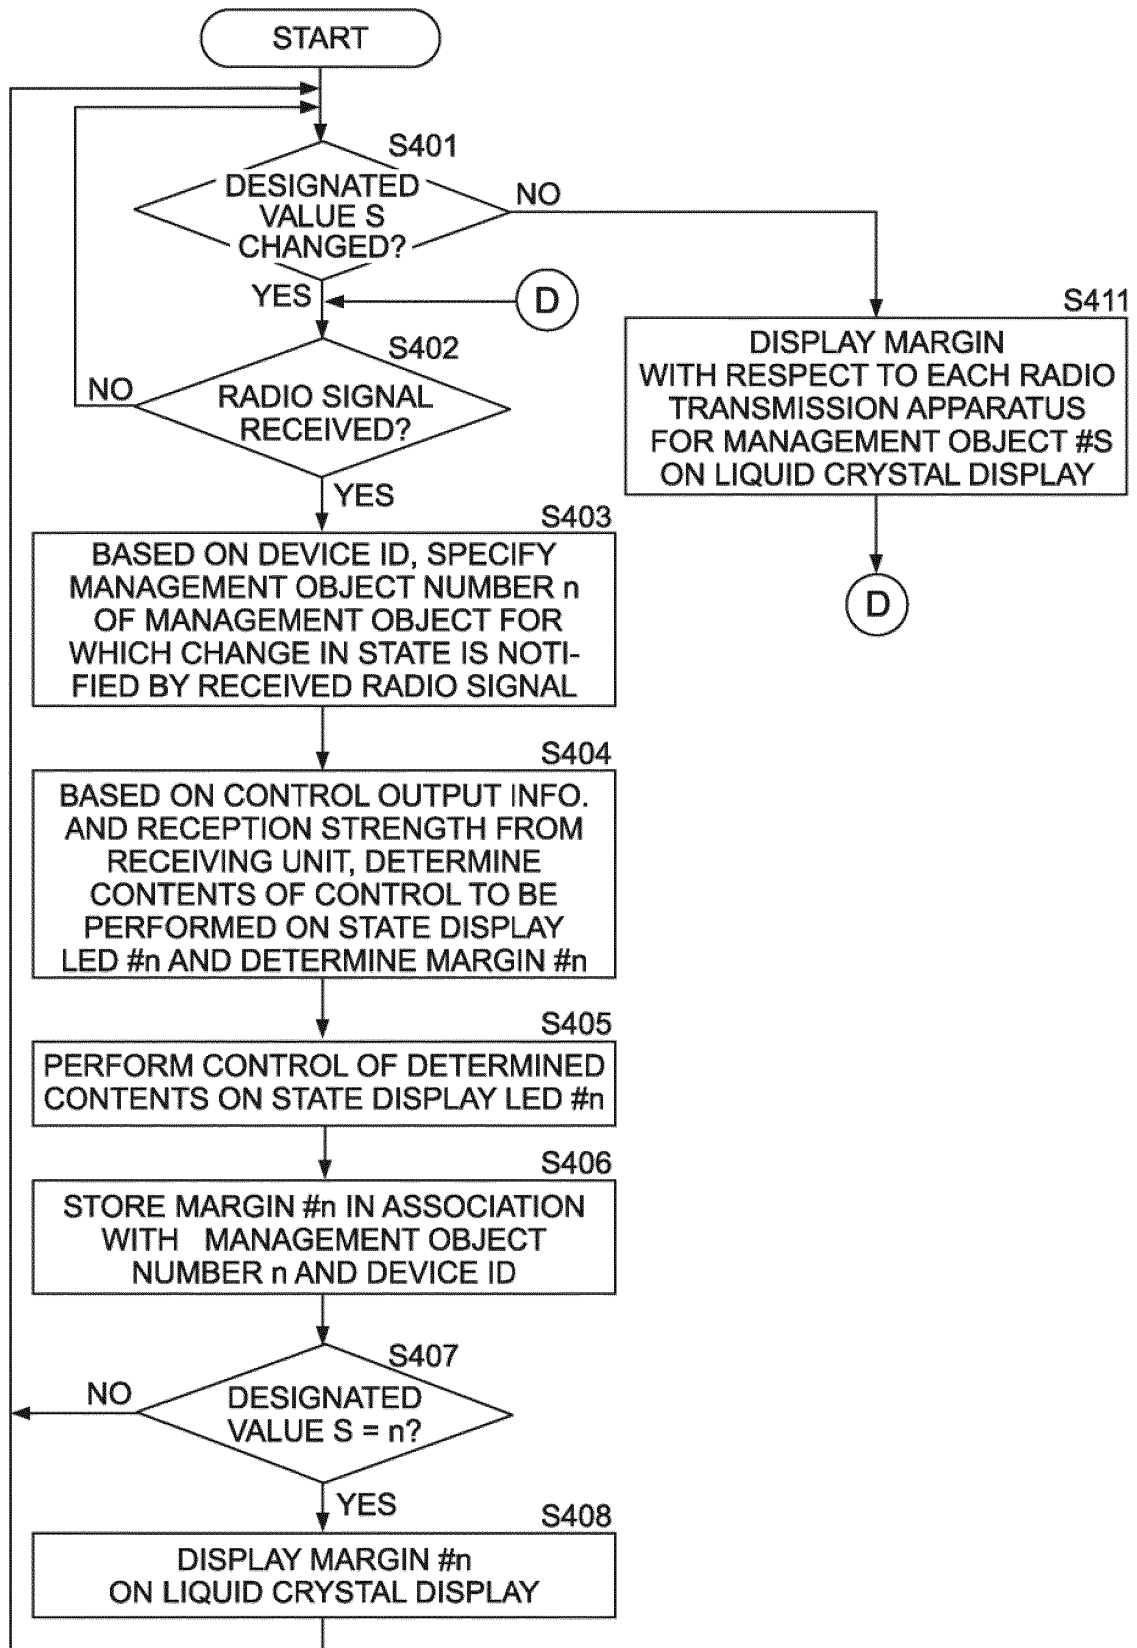 START
S401
DESIGNATED
VALUE S
CHANGED?
NO
YES
D
S411
DISPLAY MARGIN
WITH RESPECT TO EACH RADIO
TRANSMISSION APPARATUS
FOR MANAGEMENT OBJECT #S
ON LIQUID CRYSTAL DISPLAY
D
S402
NO
RADIO SIGNAL
RECEIVED?
YES
S403
BASED ON DEVICE ID, SPECIFY
MANAGEMENT OBJECT NUMBER n
OF MANAGEMENT OBJECT FOR
WHICH CHANGE IN STATE IS NOTI-
FIED BY RECEIVED RADIO SIGNAL
S404
BASED ON CONTROL OUTPUT INFO.
AND RECEPTION STRENGTH FROM
RECEIVING UNIT, DETERMINE
CONTENTS OF CONTROL TO BE
PERFORMED ON STATE DISPLAY
LED #n AND DETERMINE MARGIN #n
S405
PERFORM CONTROL OF DETERMINED
CONTENTS ON STATE DISPLAY LED #n
S406
STORE MARGIN #n IN ASSOCIATION
WITH MANAGEMENT OBJECT
NUMBER n AND DEVICE ID
S407
NO
DESIGNATED
VALUE S = n?
YES
S408
DISPLAY MARGIN #n
ON LIQUID CRYSTAL DISPLAY